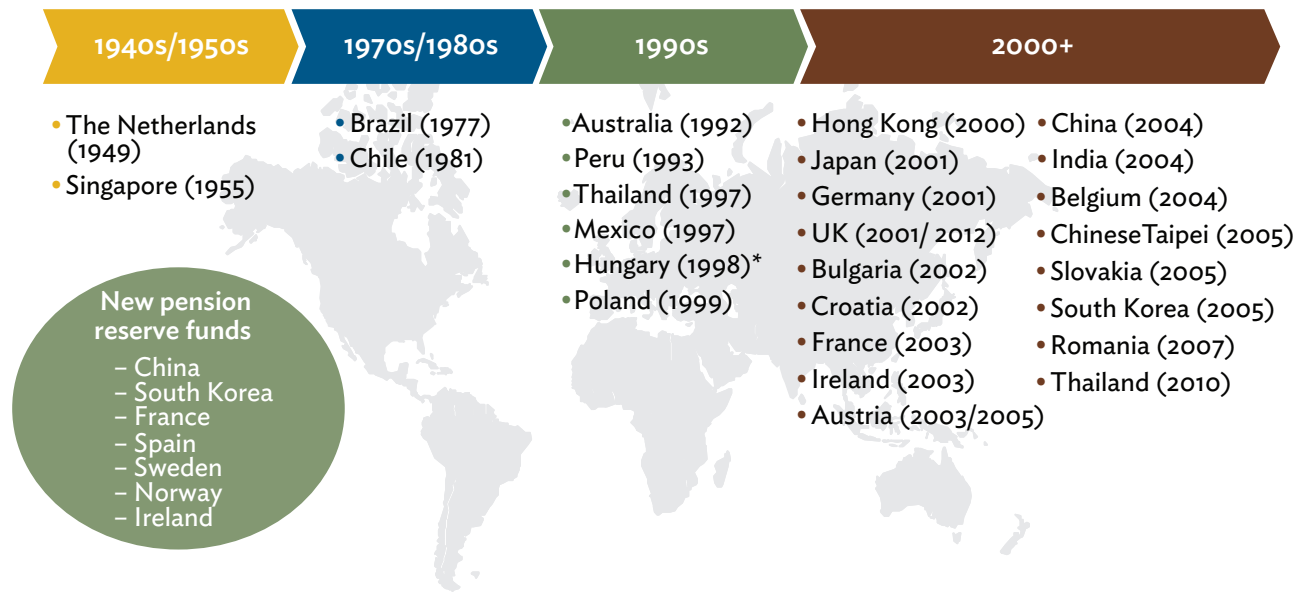 1940s/1950s
1970s/1980s
1990s
2000+
• The Netherlands
(1949)
• Singapore (1955)
• Brazil (1977)
• Chile (1981)
• Australia (1992)
• Peru (1993)
• Thailand (1997)
• Mexico (1997)
• Hungary (1998)*
• Poland (1999)
• Hong Kong (2000)
• Japan (2001)
• Germany (2001)
• UK (2001/ 2012)
• Bulgaria (2002)
• Croatia (2002)
• France (2003)
• Ireland (2003)
• Austria (2003/2005)
• China (2004)
• India (2004)
• Belgium (2004)
• ChineseTaipei (2005)
• Slovakia (2005)
• South Korea (2005)
• Romania (2007)
• Thailand (2010)
New pension
reserve funds
– China
– South Korea
– France
– Spain
– Sweden
– Norway
– Ireland